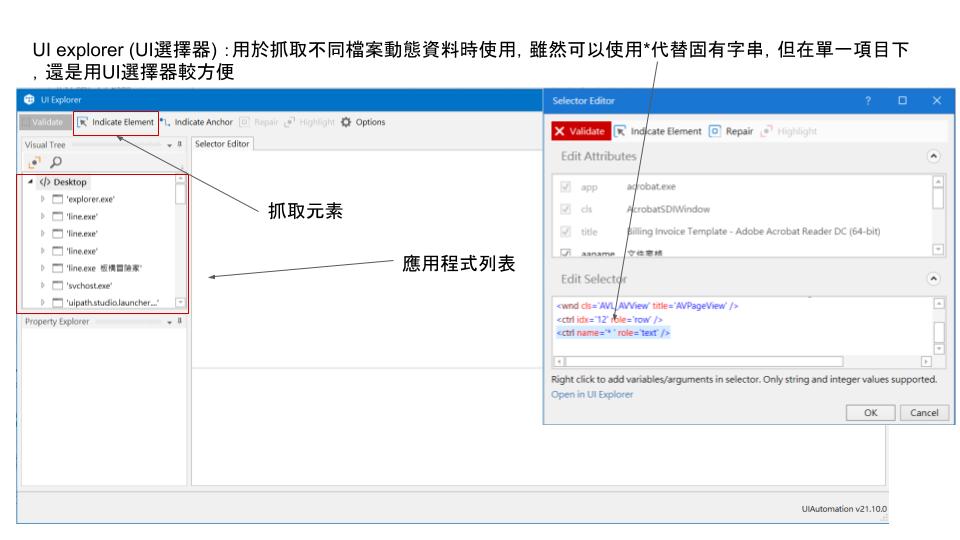 UI explorer (UI選擇器) : 用於抓取不同檔案動態資料時使用, 雖然可以使用*代替固有字串, 但在單一項目下
, 還是用UI選擇器較方便
UI Explorer
Validate Indicate Element Indicate Anchor Repair Highlight Options
Visual Tree
Selector Editor
</> Desktop
'explorer.exe'
'line.exe'
'line.exe'
'line.exe'
'line.exe 板橋冒險家'
'svchost.exe'
'uipath.studio.launcher...'
Property Explorer
抓取元素
應用程式列表
Selector Editor
Validate Indicate Element Repair Highlight
Edit Attributes
app acrobat.exe
cls AcrobatSDIWindow
title Billing Invoice Template - Adobe Acrobat Reader DC (64-bit)
aaname
Edit Selector
<wnd cls='AVL_AVView' title='AVPageView' />
<ctrl idx='12' role='row' />
<ctrl name='* ' role='text' />
Right click to add variables/arguments in selector. Only string and integer values supported.
Open in UI Explorer
OK Cancel
UIAutomation v21.10.0